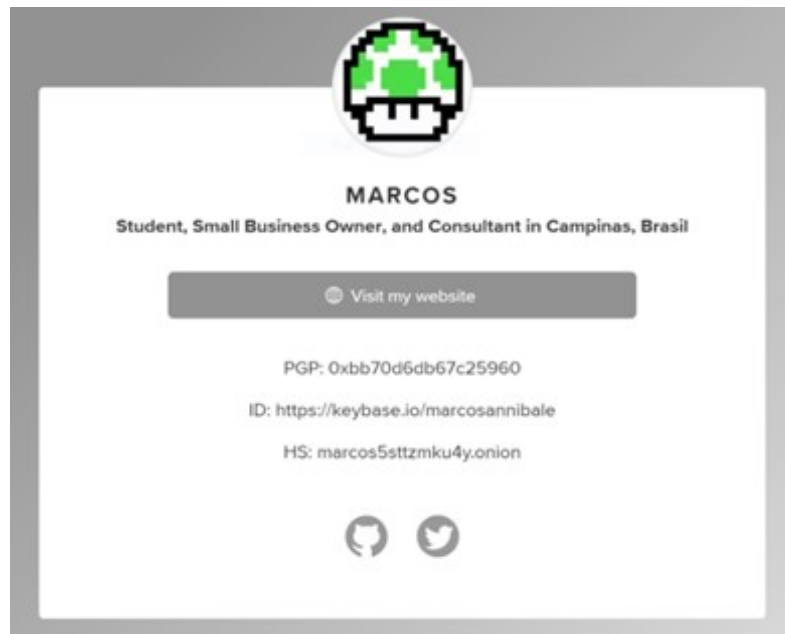 MARCOS
Student, Small Business Owner, and Consultant in Campinas, Brasil
Visit my website
PGP: 0xbb70d6db67c25960
ID: https://keybase.io/marcosannibale
HS: marcos5sttzmku4y.onion